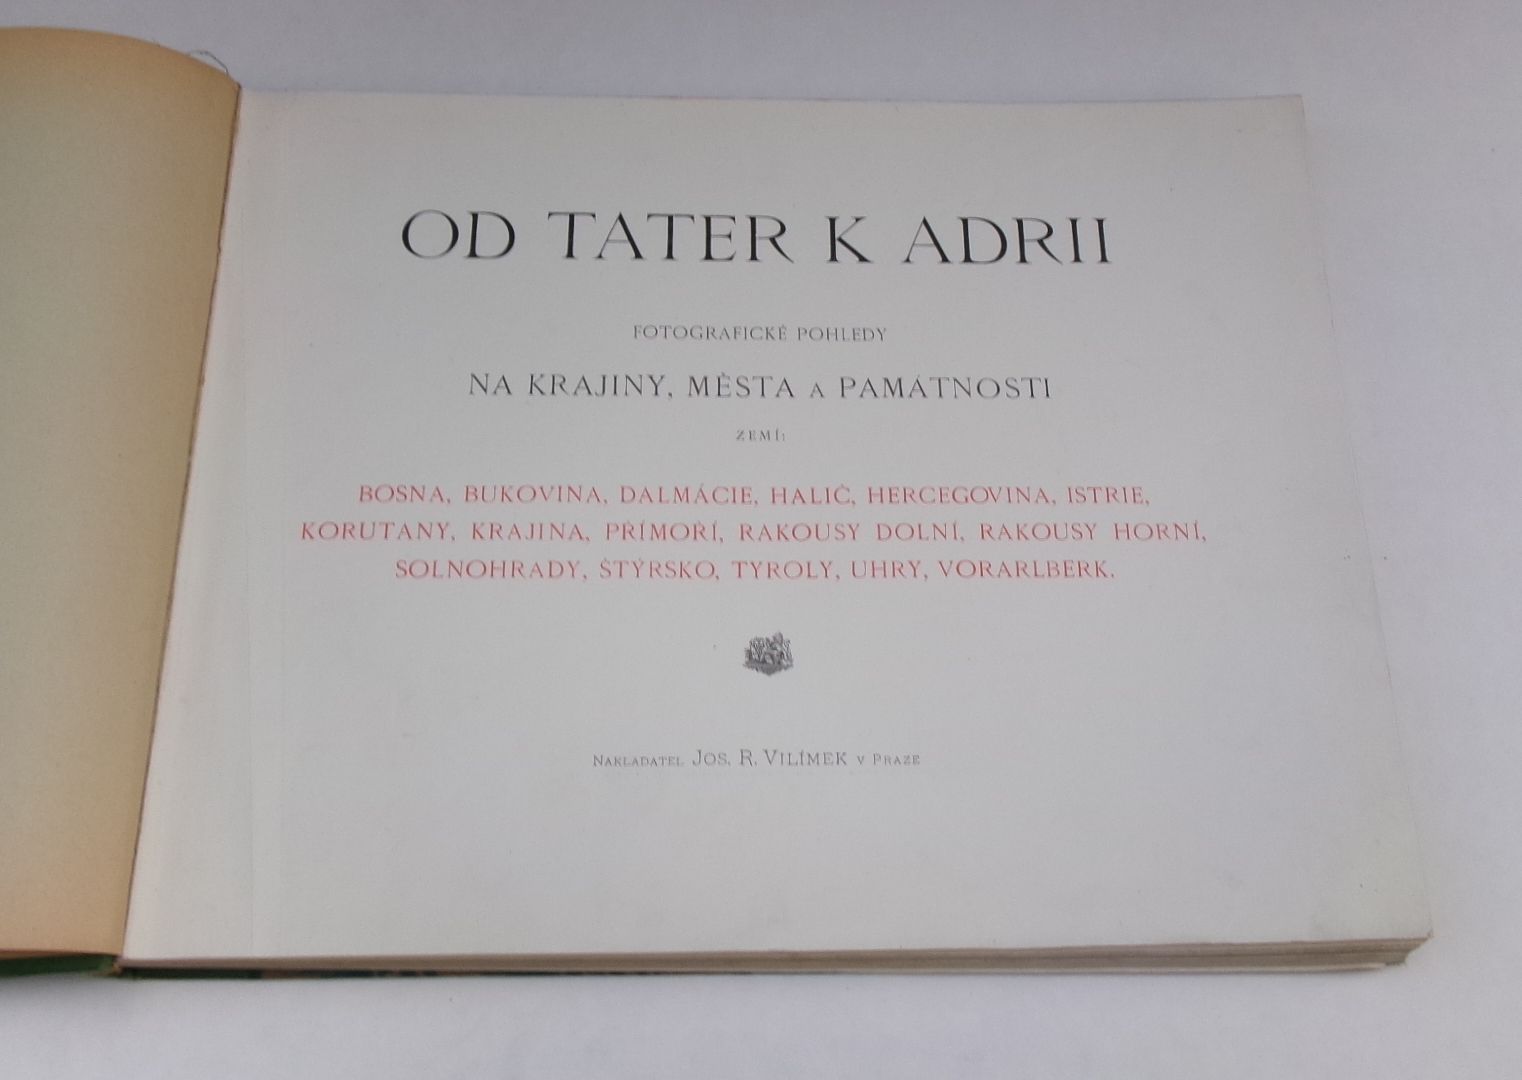 OD TATER K ADRII
FOTOGRAFICKÉ POHLEDY
NA KRAJINY, MĚSTA A PAMÁTNOSTI
ZEMÍ:
BOSNA, BUKOVINA, DALMÁCIE, HALIČ, HERCEGOVINA, ISTRIE,
KORUTANY, KRAJINA, PŘÍMOŘÍ, RAKOUSY DOLNÍ, RAKOUSY HORNÍ,
SOLNOHRADY, ŠTÝRSKO, TYROLY, UHRY, VORARLBERK.
NAKLADATEL JOS. R. VILÍMEK V PRAZE